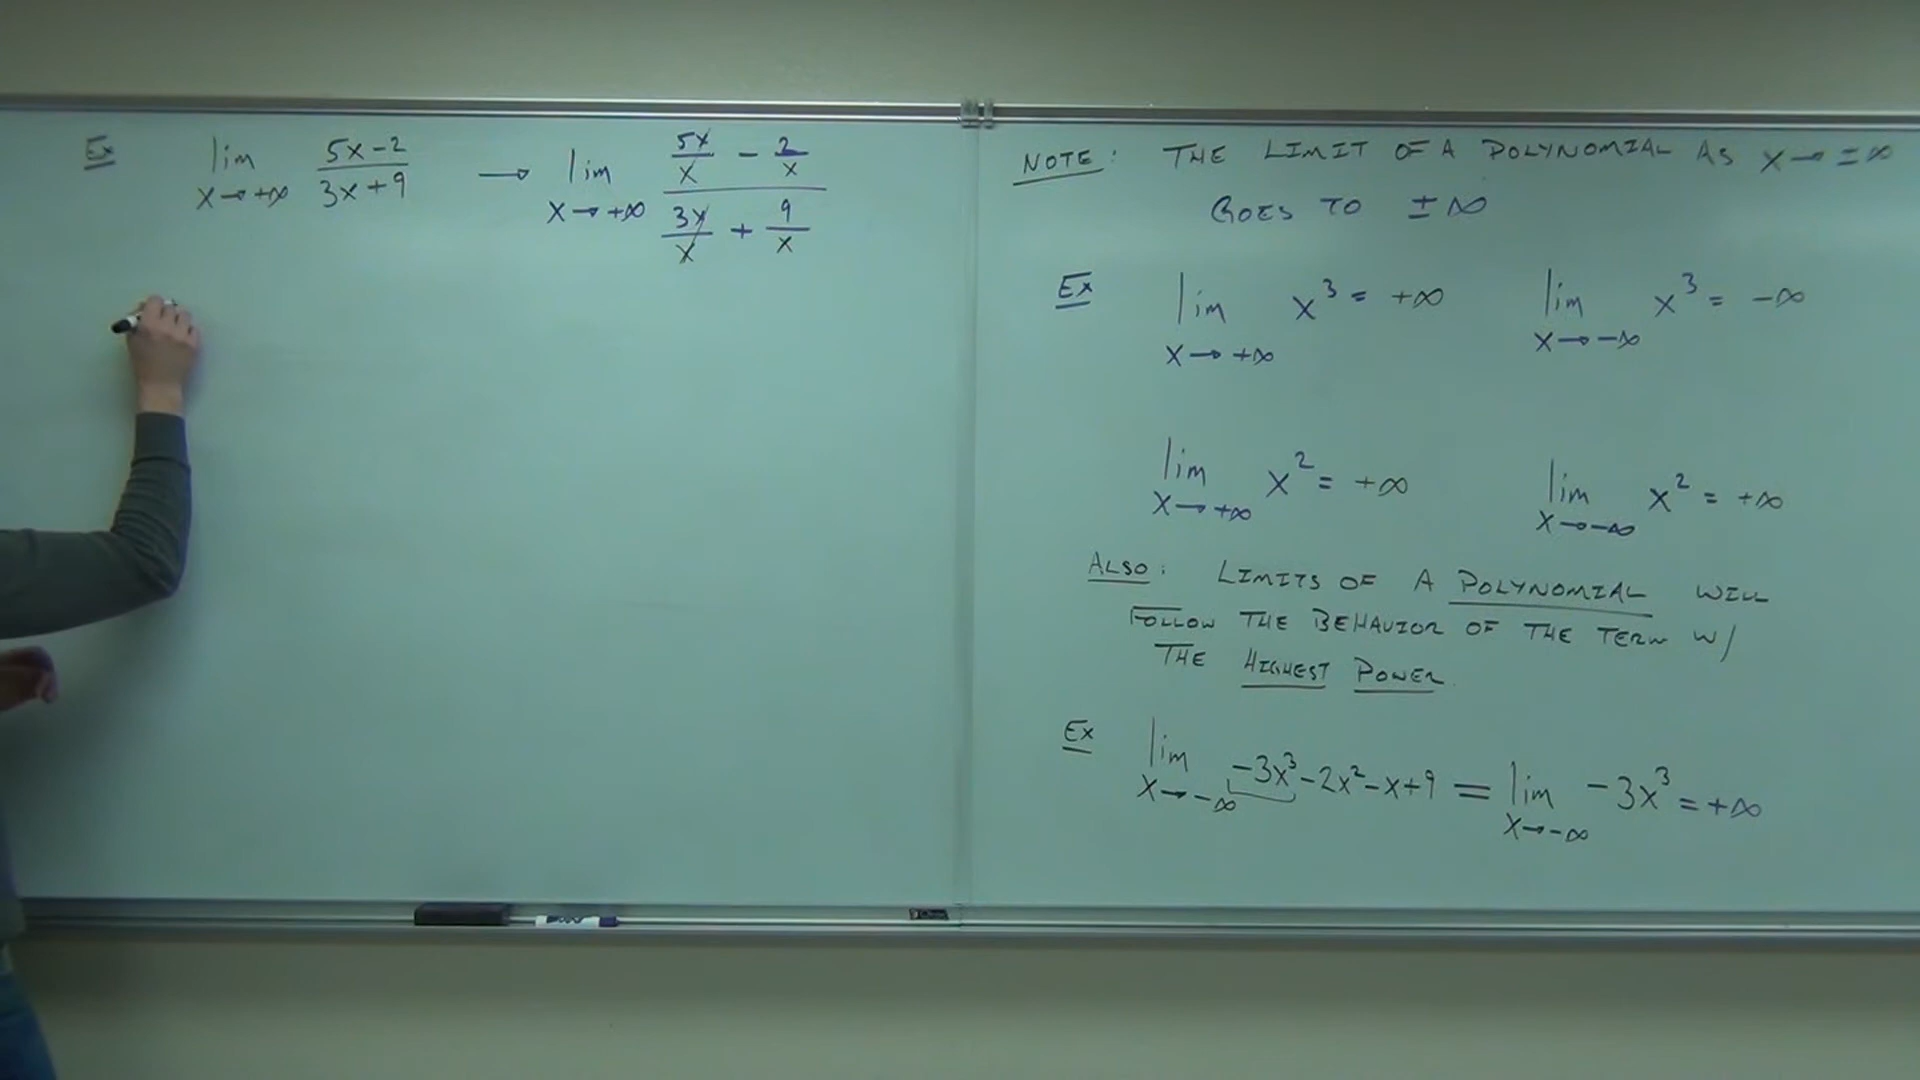 Ex lim x→+∞ (5x-2)/(3x+9) → lim x→+∞ (5x/x - 2/x)/(3x/x + 9/x)
NOTE: THE LIMIT OF A POLYNOMIAL AS x→±∞
GOES TO ±∞
Ex lim x→+∞ x³ = +∞ lim x→-∞ x³ = -∞
lim x→+∞ x² = +∞ lim x→-∞ x² = +∞
ALSO: LIMITS OF A POLYNOMIAL WILL
FOLLOW THE BEHAVIOR OF THE TERM W/
THE HIGHEST POWER.
Ex lim x→-∞ -3x³-2x²-x+9 = lim x→-∞ -3x³ = +∞